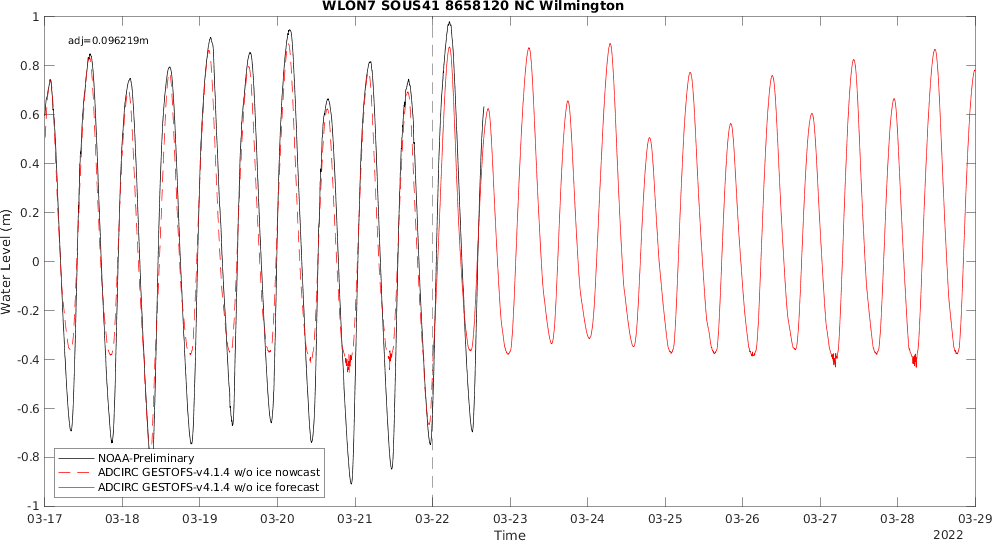 WLON7 SOUS41 8658120 NC Wilmington
adj=0.096219m
1
0.8
0.6
0.4
0.2
0
-0.2
-0.4
-0.6
-0.8
-1
Water Level (m)
NOAA-Preliminary
ADCIRC GESTOFS-v4.1.4 w/o ice nowcast
ADCIRC GESTOFS-v4.1.4 w/o ice forecast
03-17 03-18 03-19 03-20 03-21 03-22 03-23 03-24 03-25 03-26 03-27 03-28 03-29
Time
2022